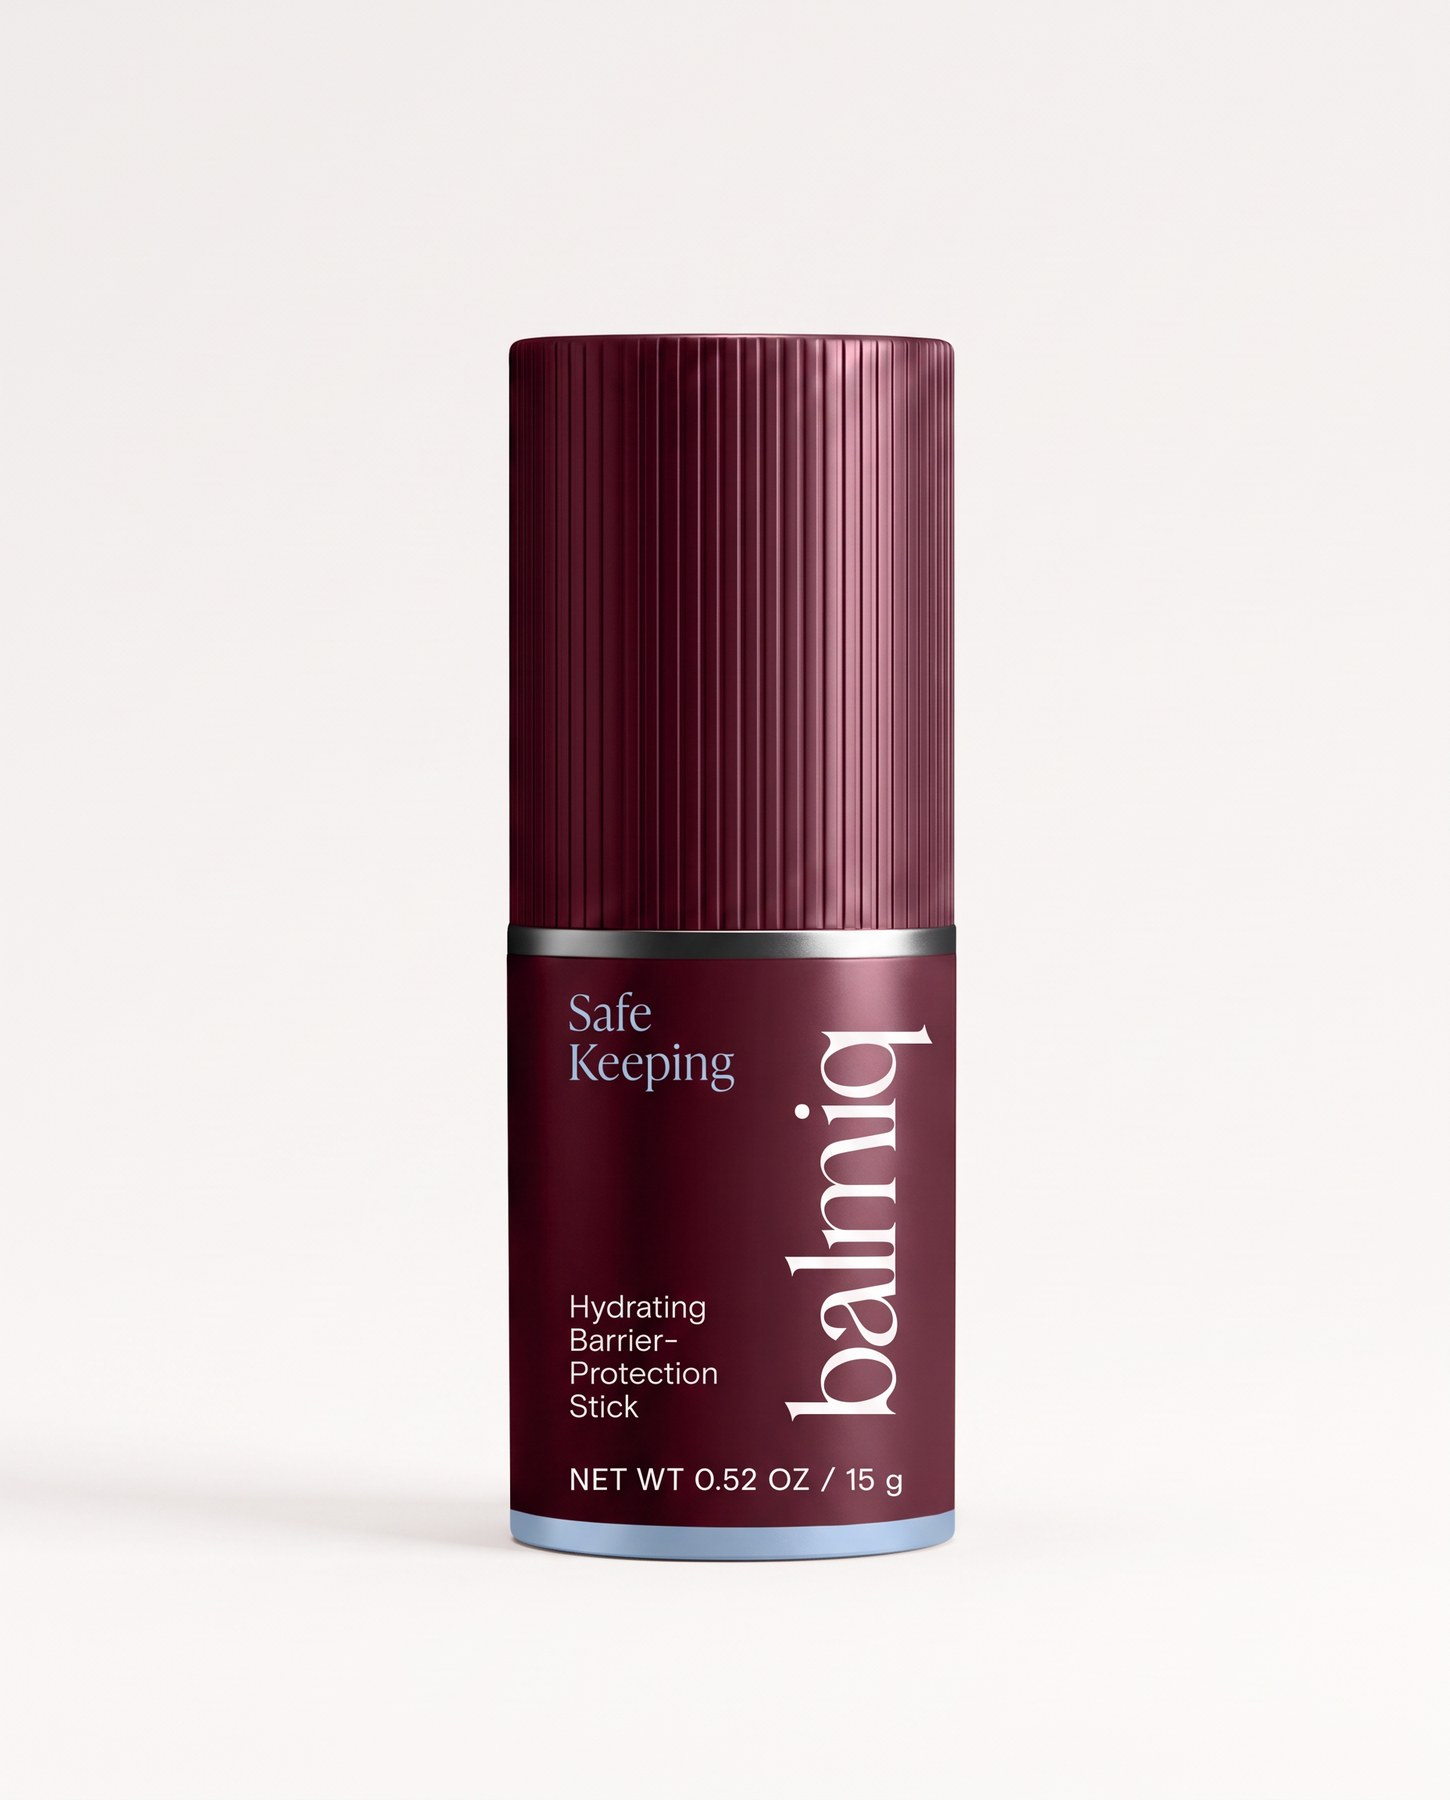 Safe
Keeping
balmiq
Hydrating
Barrier-
Protection
Stick
NET WT 0.52 OZ / 15 g